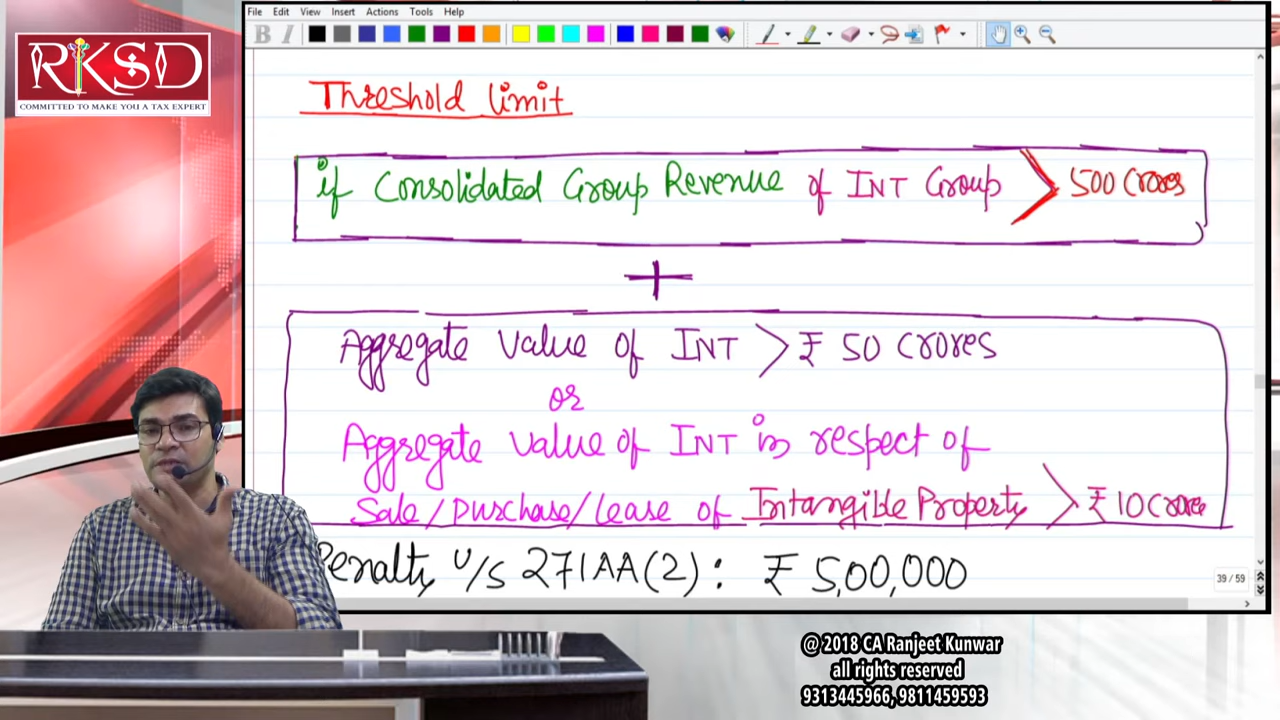 File Edit View Insert Actions Tools Help
B I
RKSD
COMMITTED TO MAKE YOU A TAX EXPERT
Threshold limit
if Consolidated Group Revenue of INT Group > 500 Crores
+
Aggregate Value of INT > ₹ 50 Crores
or
Aggregate Value of INT in respect of
Sale/Purchase/Lease of Intangible Property > ₹ 10 Crores
Penalty u/s 271AA(2): ₹ 5,00,000
39 / 59
@ 2018 CA Ranjeet Kunwar
all rights reserved
9313445966, 9811459593